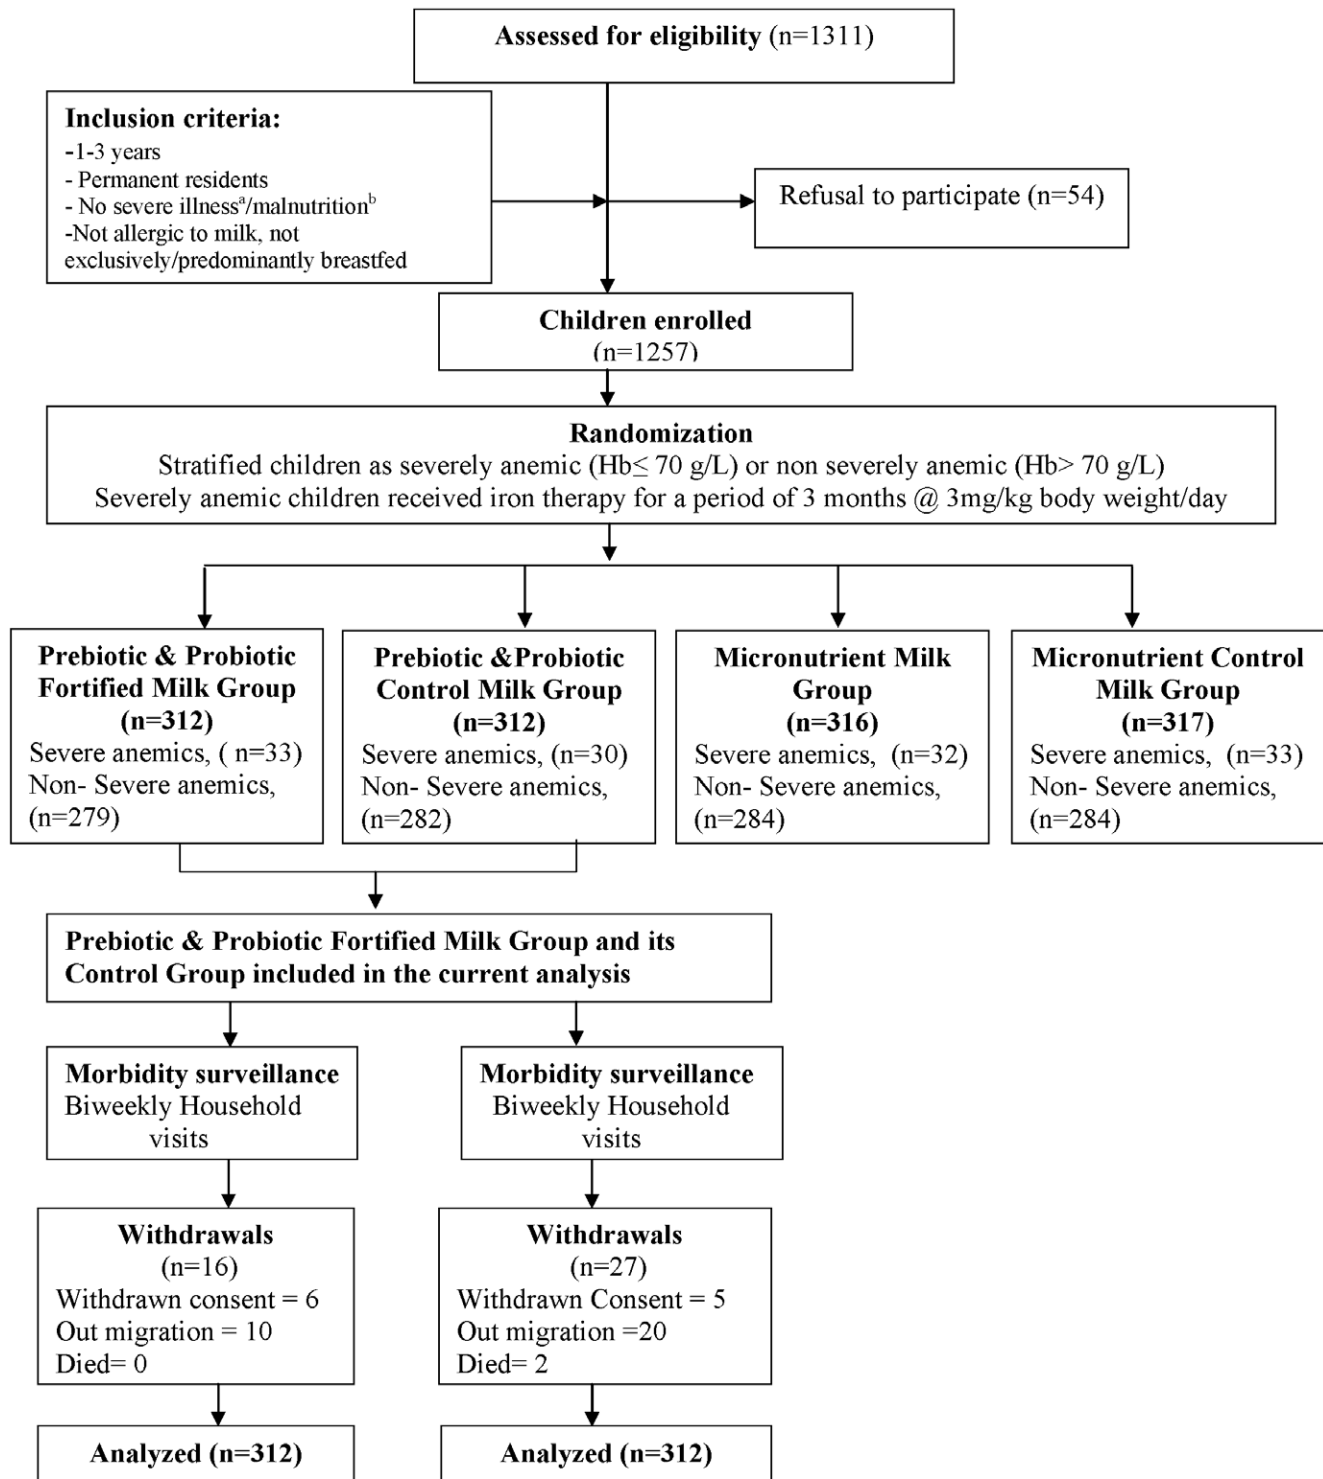 Assessed for eligibility (n=1311)
Inclusion criteria:
-1-3 years
- Permanent residents
- No severe illnessᵃ/malnutritionᵇ
-Not allergic to milk, not
exclusively/predominantly breastfed
Refusal to participate (n=54)
Children enrolled
(n=1257)
Randomization
Stratified children as severely anemic (Hb≤ 70 g/L) or non severely anemic (Hb> 70 g/L)
Severely anemic children received iron therapy for a period of 3 months @ 3mg/kg body weight/day
Prebiotic & Probiotic
Fortified Milk Group
(n=312)
Severe anemics, ( n=33)
Non- Severe anemics,
(n=279)
Prebiotic &Probiotic
Control Milk Group
(n=312)
Severe anemics, (n=30)
Non- Severe anemics,
(n=282)
Micronutrient Milk
Group
(n=316)
Severe anemics, (n=32)
Non- Severe anemics,
(n=284)
Micronutrient Control
Milk Group
(n=317)
Severe anemics, (n=33)
Non- Severe anemics,
(n=284)
Prebiotic & Probiotic Fortified Milk Group and its
Control Group included in the current analysis
Morbidity surveillance
Biweekly Household
visits
Morbidity surveillance
Biweekly Household
visits
Withdrawals
(n=16)
Withdrawn consent = 6
Out migration = 10
Died= 0
Withdrawals
(n=27)
Withdrawn Consent = 5
Out migration =20
Died= 2
Analyzed (n=312)
Analyzed (n=312)